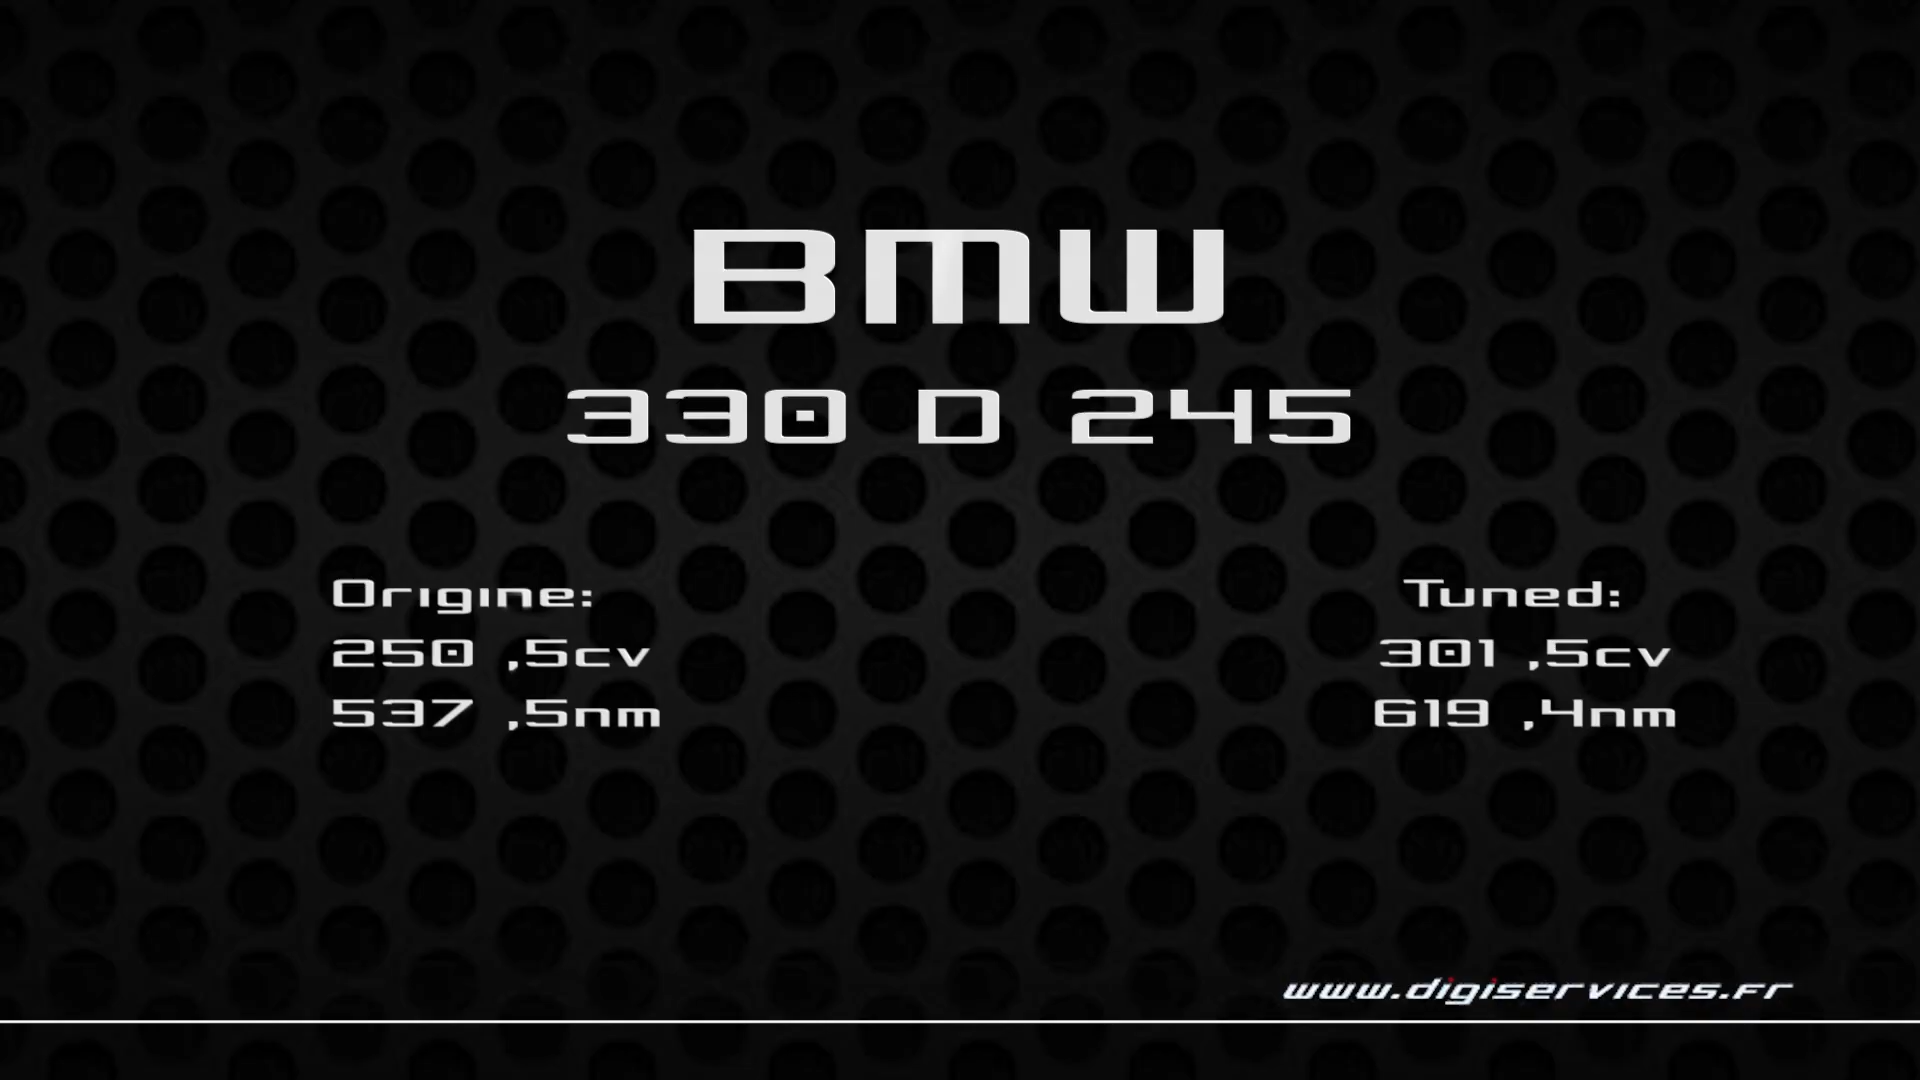 BMW
330 D 245
Origine:
250 ,5cv
537 ,5nm
Tuned:
301 ,5cv
619 ,4nm
www.digiservices.fr